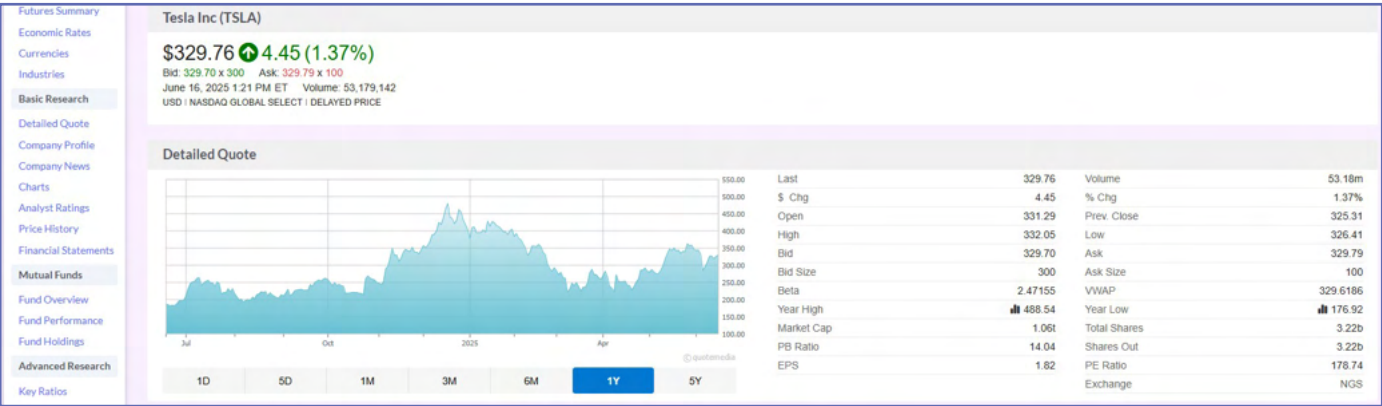 Futures Summary
Economic Rates
Currencies
Industries
Basic Research
Detailed Quote
Company Profile
Company News
Charts
Analyst Ratings
Price History
Financial Statements
Mutual Funds
Fund Overview
Fund Performance
Fund Holdings
Advanced Research
Key Ratios
Tesla Inc (TSLA)
$329.76 4.45 (1.37%)
Bid: 329.70 x 300 Ask: 329.79 x 100
June 16, 2025 1:21 PM ET Volume: 53,179,142
USD | NASDAQ GLOBAL SELECT | DELAYED PRICE
Detailed Quote
550.00
500.00
450.00
400.00
350.00
300.00
250.00
200.00
150.00
100.00
Jul Oct 2025 Apr
© quotemedia
1D 5D 1M 3M 6M 1Y 5Y
Last 329.76 Volume 53.18m
$ Chg 4.45 % Chg 1.37%
Open 331.29 Prev. Close 325.31
High 332.05 Low 326.41
Bid 329.70 Ask 329.79
Bid Size 300 Ask Size 100
Beta 2.47155 VWAP 329.6186
Year High 488.54 Year Low 176.92
Market Cap 1.06t Total Shares 3.22b
PB Ratio 14.04 Shares Out 3.22b
EPS 1.82 PE Ratio 178.74
Exchange NGS